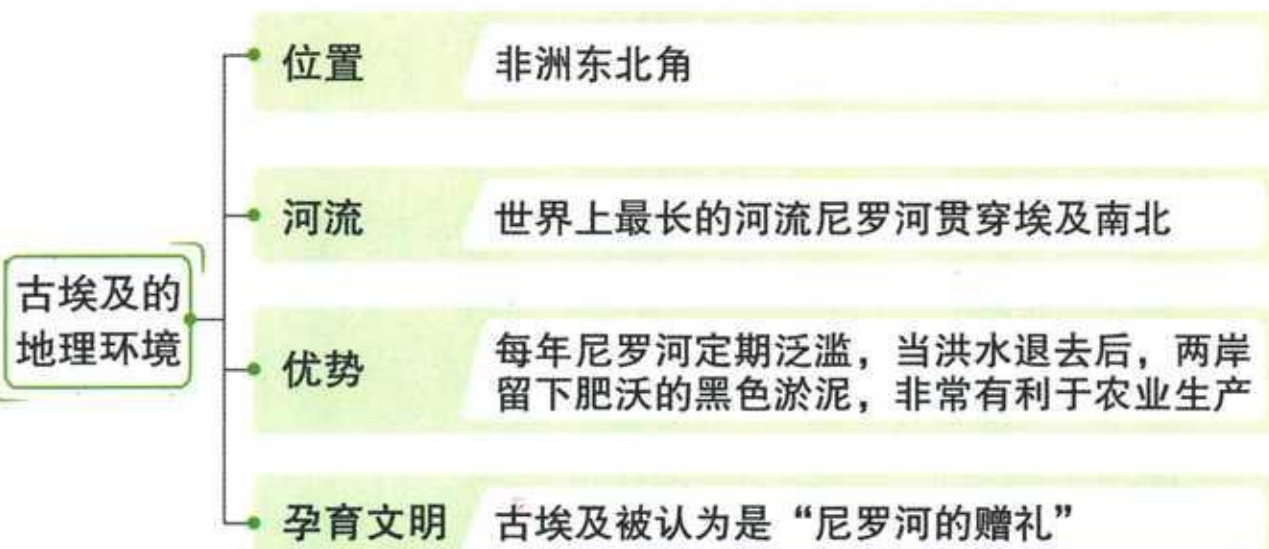 古埃及的
地理环境
位置
非洲东北角
河流
世界上最长的河流尼罗河贯穿埃及南北
优势
每年尼罗河定期泛滥，当洪水退去后，两岸
留下肥沃的黑色淤泥，非常有利于农业生产
孕育文明
古埃及被认为是“尼罗河的赠礼”